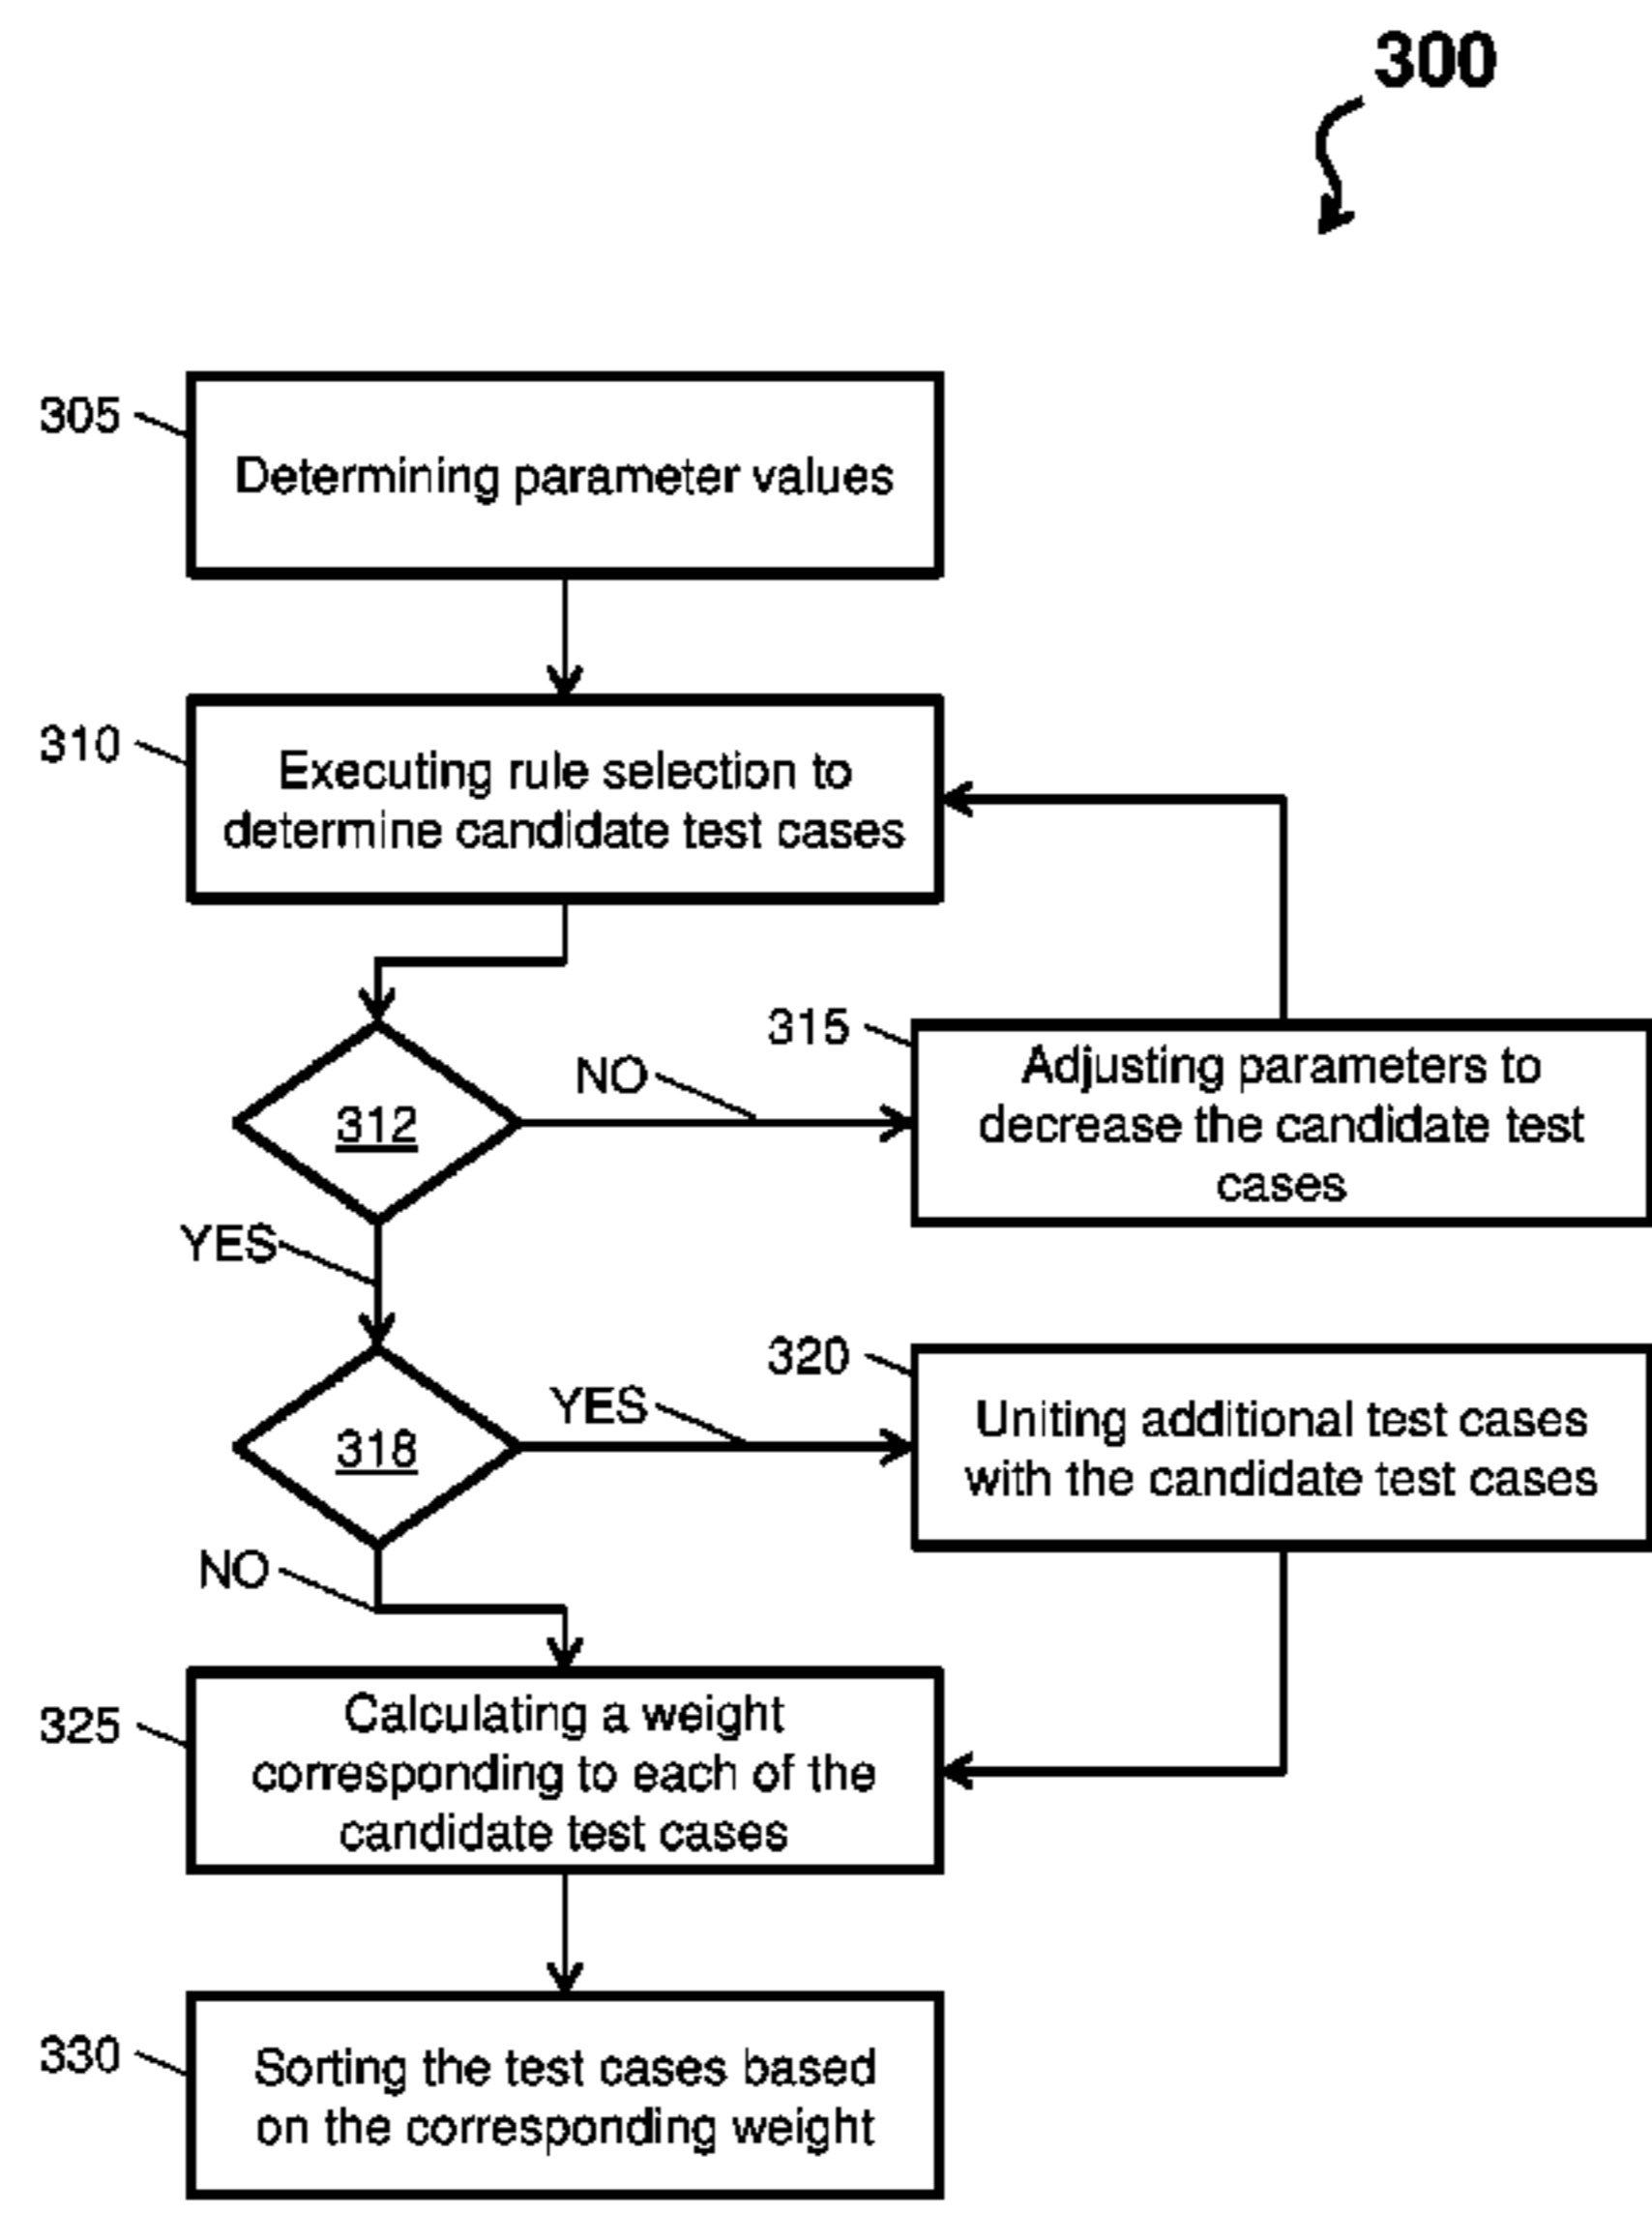 300
305
Determining parameter values
310
Executing rule selection to
determine candidate test cases
312
NO
315
Adjusting parameters to
decrease the candidate test
cases
YES
318
YES
320
Uniting additional test cases
with the candidate test cases
NO
325
Calculating a weight
corresponding to each of the
candidate test cases
330
Sorting the test cases based
on the corresponding weight